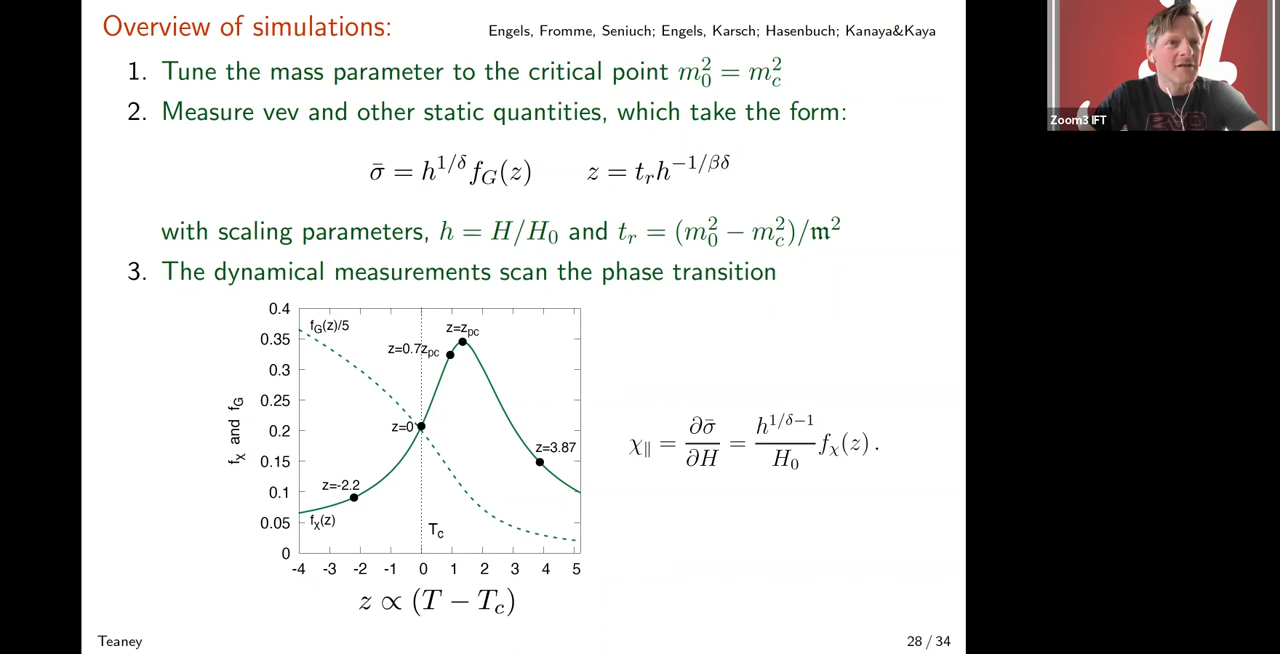 Overview of simulations:
Engels, Fromme, Seniuch; Engels, Karsch; Hasenbuch; Kanaya&Kaya
1. Tune the mass parameter to the critical point m₀² = m_c²
2. Measure vev and other static quantities, which take the form:
σ̄ = h^{1/δ} f_G(z) z = t_r h^{−1/βδ}
with scaling parameters, h = H/H₀ and t_r = (m₀² − m_c²)/𝔪²
3. The dynamical measurements scan the phase transition
0.4
0.35
0.3
0.25
0.2
0.15
0.1
0.05
0
f_χ and f_G
f_G(z)/5
z=z_pc
z=0.7z_pc
z=0
z=3.87
z=-2.2
f_χ(z)
T_c
-4 -3 -2 -1 0 1 2 3 4 5
z ∝ (T − T_c)
χ_∥ = ∂σ̄/∂H = h^{1/δ−1}/H₀ f_χ(z) .
Teaney
28 / 34
Zoom3 IFT